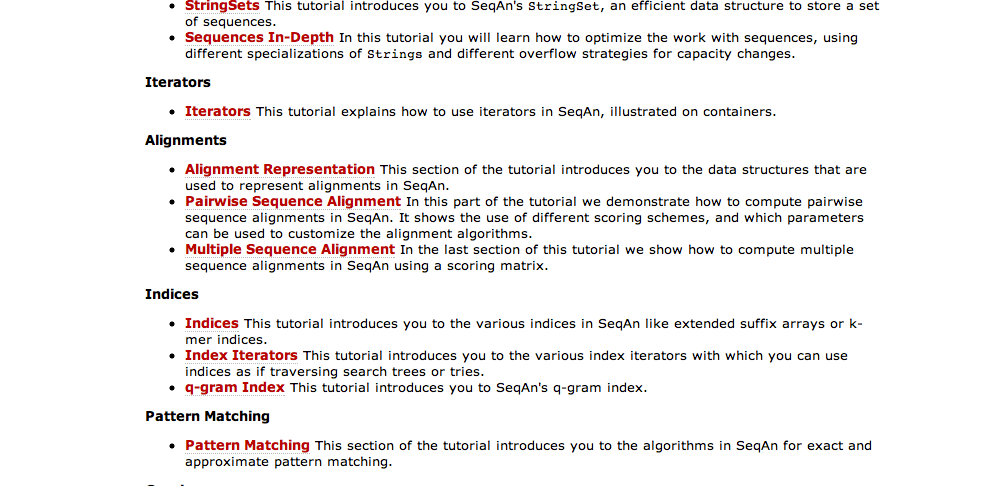 • StringSets This tutorial introduces you to SeqAn's StringSet, an efficient data structure to store a set
of sequences.
• Sequences In-Depth In this tutorial you will learn how to optimize the work with sequences, using
different specializations of Strings and different overflow strategies for capacity changes.
Iterators
• Iterators This tutorial explains how to use iterators in SeqAn, illustrated on containers.
Alignments
• Alignment Representation This section of the tutorial introduces you to the data structures that are
used to represent alignments in SeqAn.
• Pairwise Sequence Alignment In this part of the tutorial we demonstrate how to compute pairwise
sequence alignments in SeqAn. It shows the use of different scoring schemes, and which parameters
can be used to customize the alignment algorithms.
• Multiple Sequence Alignment In the last section of this tutorial we show how to compute multiple
sequence alignments in SeqAn using a scoring matrix.
Indices
• Indices This tutorial introduces you to the various indices in SeqAn like extended suffix arrays or k-
mer indices.
• Index Iterators This tutorial introduces you to the various index iterators with which you can use
indices as if traversing search trees or tries.
• q-gram Index This tutorial introduces you to SeqAn's q-gram index.
Pattern Matching
• Pattern Matching This section of the tutorial introduces you to the algorithms in SeqAn for exact and
approximate pattern matching.